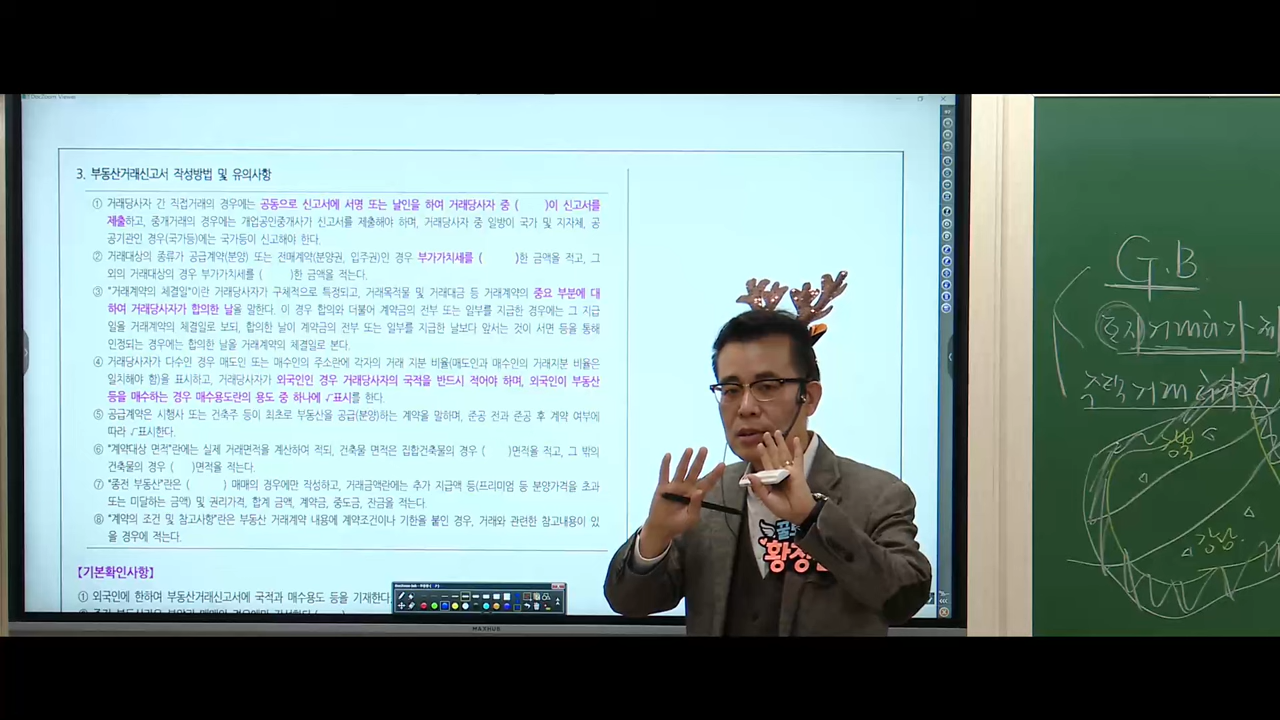 3. 부동산거래신고서 작성방법 및 유의사항
① 거래당사자 간 직접거래의 경우에는 공동으로 신고서에 서명 또는 날인을 하여 거래당사자 중 (    )이 신고서를
제출하고, 중개거래의 경우에는 개업공인중개사가 신고서를 제출해야 하며, 거래당사자 중 일방이 국가 및 지자체, 공
공기관인 경우(국가등)에는 국가등이 신고해야 한다.
② 거래대상의 종류가 공급계약(분양) 또는 전매계약(분양권, 입주권)인 경우 부가가치세를 (    )한 금액을 적고, 그
외의 거래대상의 경우 부가가치세를 (    )한 금액을 적는다.
③ "거래계약의 체결일"이란 거래당사자가 구체적으로 특정되고, 거래목적물 및 거래대금 등 거래계약의 중요 부분에 대
하여 거래당사자가 합의한 날을 말한다. 이 경우 합의와 더불어 계약금의 전부 또는 일부를 지급한 경우에는 그 지급
일을 거래계약의 체결일로 보되, 합의한 날이 계약금의 전부 또는 일부를 지급한 날보다 앞서는 것이 서면 등을 통해
인정되는 경우에는 합의한 날을 거래계약의 체결일로 본다.
④ 거래당사자가 다수인 경우 매도인 또는 매수인의 주소란에 각자의 거래 지분 비율(매도인과 매수인의 거래지분 비율은
일치해야 함)을 표시하고, 거래당사자가 외국인인 경우 거래당사자의 국적을 반드시 적어야 하며, 외국인이 부동산
등을 매수하는 경우 매수용도란의 용도 중 하나에 √표시를 한다.
⑤ 공급계약은 시행사 또는 건축주 등이 최초로 부동산을 공급(분양)하는 계약을 말하며, 준공 전과 준공 후 계약 여부에
따라 √표시한다.
⑥ "계약대상 면적"란에는 실제 거래면적을 계산하여 적되, 건축물 면적은 집합건축물의 경우 (    )면적을 적고, 그 밖의
건축물의 경우 (    )면적을 적는다.
⑦ "종전 부동산"란은 (    ) 매매의 경우에만 작성하고, 거래금액란에는 추가 지급액 등(프리미엄 등 분양가격을 초과
또는 미달하는 금액) 및 권리가격, 합계 금액, 계약금, 중도금, 잔금을 적는다.
⑧ "계약의 조건 및 참고사항"란은 부동산 거래계약 내용에 계약조건이나 기한을 붙인 경우, 거래와 관련한 참고내용이 있
을 경우에 적는다.
【기본확인사항】
① 외국인에 한하여 부동산거래신고서에 국적과 매수용도 등을 기재한다.
MAXHUB
G.B
토지거래허가
주택거래
강북
강남